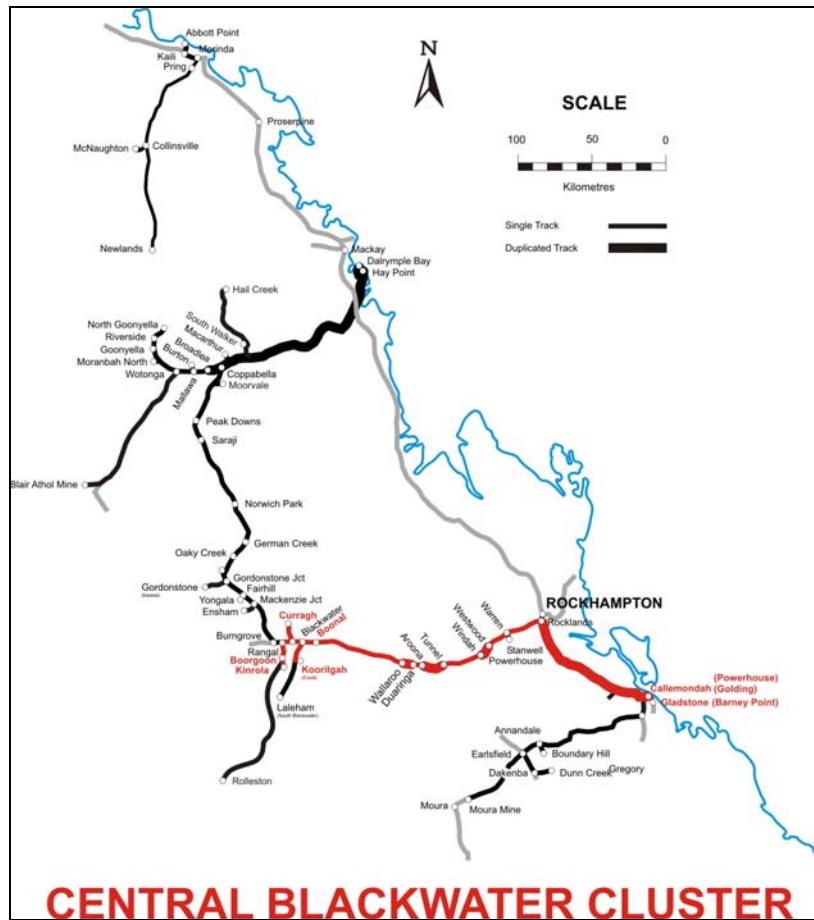 Abbott Point
Kaili
Merinda
Pring
N
SCALE
100 50 0
Kilometres
Proserpine
McNaughton
Collinsville
Single Track
Duplicated Track
Newlands
Mackay
Dalrymple Bay
Hay Point
Hail Creek
North Goonyella
South Walker
Macarthur
Riverside
Broadlea
Goonyella
Burton
Moranbah North
Coppabella
Wotonga
Mallawa
Moorvale
Peak Downs
Saraji
Blair Athol Mine
Norwich Park
German Creek
Oaky Creek
Gordonstone Jct
Gordonstone
Fairhill
Yongala
Mackenzie Jct
Ensham
ROCKHAMPTON
Curragh
Rocklands
Warren
Westwood
Windah
Blackwater
Boonal
Burngrove
Stanwell
Powerhouse
Tunnel
Aroona
Rangal
Boorgoon
Kinrola
Koorilgah
Wallaroo
Duaringa
(Powerhouse)
Callemondah (Golding)
Gladstone (Barney Point)
Laleham
(South Blackwater)
Annandale
Earlsfield
Boundary Hill
Rolleston
Dakenba
Dunn Creek
Gregory
Moura
Moura Mine
CENTRAL BLACKWATER CLUSTER